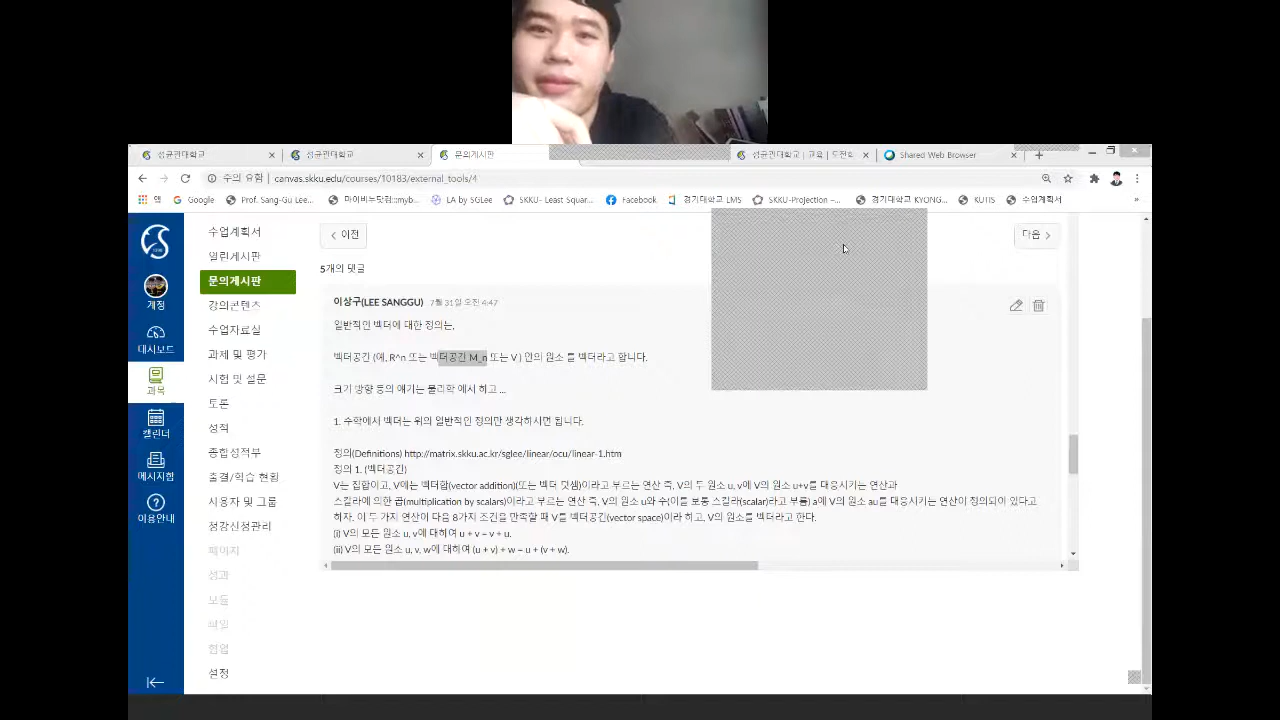 성균관대학교
성균관대학교
문의게시판
성균관대학교 | 교육 | 도전학
Shared Web Browser
주의 요함
canvas.skku.edu/courses/10183/external_tools/4
앱
Google
Prof. Sang-Gu Lee...
마이비누닷컴:::myb...
LA by SGLee
SKKU- Least Squar...
Facebook
경기대학교 LMS
SKKU-Projection –...
경기대학교 KYONG...
KUTIS
수업계획서
»
계정
대시보드
과목
캘린더
메시지함
이용안내
수업계획서
열린게시판
문의게시판
강의콘텐츠
수업자료실
과제 및 평가
시험 및 설문
토론
성적
종합성적부
출결/학습 현황
사용자 및 그룹
청강신청관리
페이지
성과
모듈
파일
협업
설정
이전
다음
5개의 댓글
이상구(LEE SANGGU) 7월 31일 오전 4:47
일반적인 벡터에 대한 정의는,
벡터공간 (예, R^n 또는 벡터공간 M_n 또는 V ) 안의 원소 를 벡터라고 합니다.
크기 방향 등의 얘기는 물리학 에서 하고 ...
1. 수학에서 벡터는 위의 일반적인 정의만 생각하시면 됩니다.
정의(Definitions) http://matrix.skku.ac.kr/sglee/linear/ocu/linear-1.htm
정의 1. (벡터공간)
V는 집합이고, V에는 벡터합(vector addition)(또는 벡터 덧셈)이라고 부르는 연산 즉, V의 두 원소 u, v에 V의 원소 u+v를 대응시키는 연산과
스칼라에 의한 곱(multiplication by scalars)이라고 부르는 연산 즉, V의 원소 u와 수(이를 보통 스칼라(scalar)라고 부름) a에 V의 원소 au를 대응시키는 연산이 정의되어 있다고
하자. 이 두 가지 연산이 다음 8가지 조건을 만족할 때 V를 벡터공간(vector space)이라 하고, V의 원소를 벡터라고 한다.
(i) V의 모든 원소 u, v에 대하여 u + v = v + u.
(ii) V의 모든 원소 u, v, w에 대하여 (u + v) + w = u + (v + w).